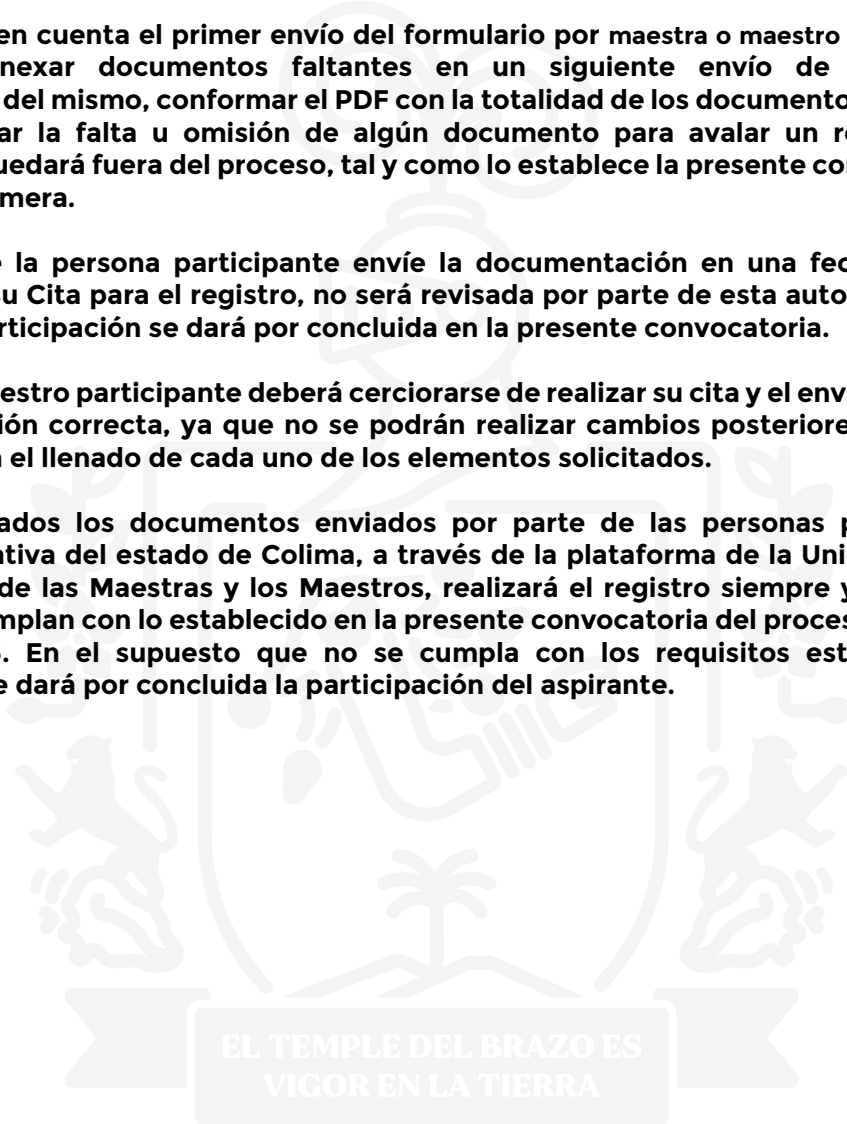 en cuenta el primer envío del formulario por maestra o maestro
nexar documentos faltantes en un siguiente envío de
del mismo, conformar el PDF con la totalidad de los documento
ar la falta u omisión de algún documento para avalar un r
uedará fuera del proceso, tal y como lo establece la presente co
mera.
la persona participante envíe la documentación en una fec
su Cita para el registro, no será revisada por parte de esta auto
rticipación se dará por concluida en la presente convocatoria.
estro participante deberá cerciorarse de realizar su cita y el env
ión correcta, ya que no se podrán realizar cambios posteriore
el llenado de cada uno de los elementos solicitados.
ados los documentos enviados por parte de las personas p
ativa del estado de Colima, a través de la plataforma de la Uni
de las Maestras y los Maestros, realizará el registro siempre y
mplan con lo establecido en la presente convocatoria del proces
. En el supuesto que no se cumpla con los requisitos est
e dará por concluida la participación del aspirante.
EL TEMPLE DEL BRAZO ES
VIGOR EN LA TIERRA